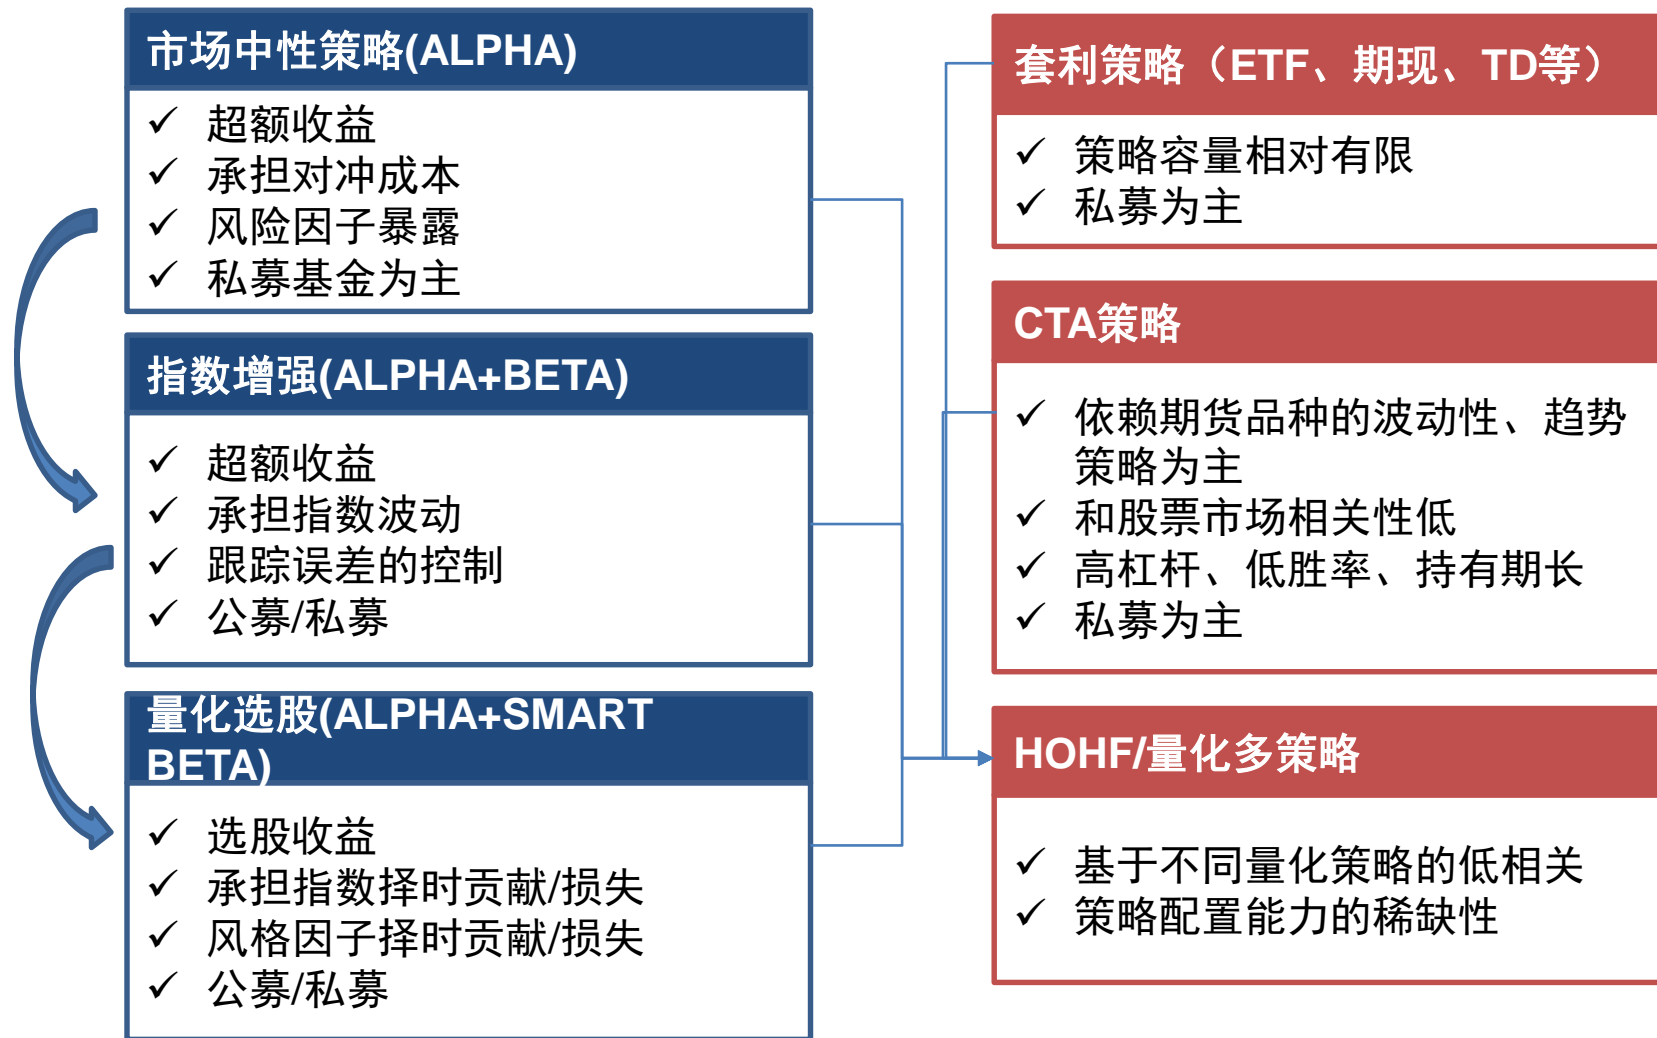 市场中性策略(ALPHA)
超额收益
承担对冲成本
风险因子暴露
私募基金为主
指数增强(ALPHA+BETA)
超额收益
承担指数波动
跟踪误差的控制
公募/私募
量化选股(ALPHA+SMART
BETA)
选股收益
承担指数择时贡献/损失
风格因子择时贡献/损失
公募/私募
套利策略（ETF、期现、TD等）
策略容量相对有限
私募为主
CTA策略
依赖期货品种的波动性、趋势
策略为主
和股票市场相关性低
高杠杆、低胜率、持有期长
私募为主
HOHF/量化多策略
基于不同量化策略的低相关
策略配置能力的稀缺性